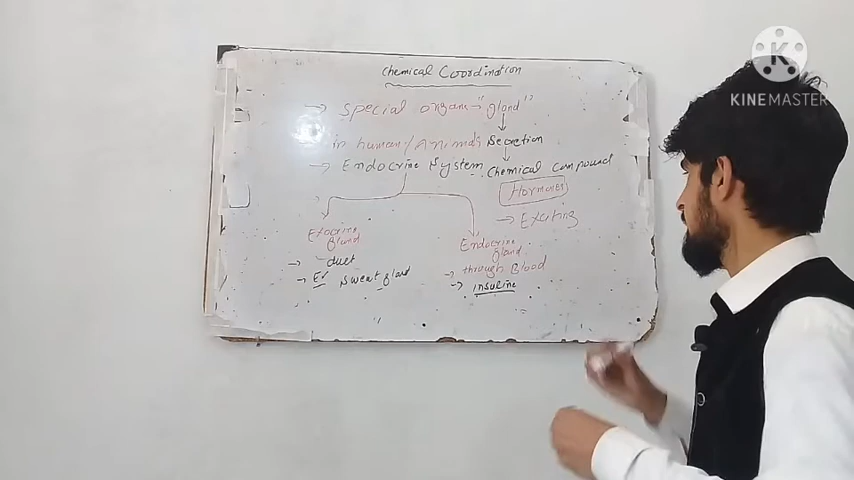 Chemical Coordination
→ Special organs - "gland"
in human/Animals Secretion
→ Endocrine System Chemical Compound
Hormones
→ Exciting
Exocrine
gland
Endocrine
gland
→ duct
→ through Blood
→ Ex Sweat gland
→ insuline
K
KINEMASTER